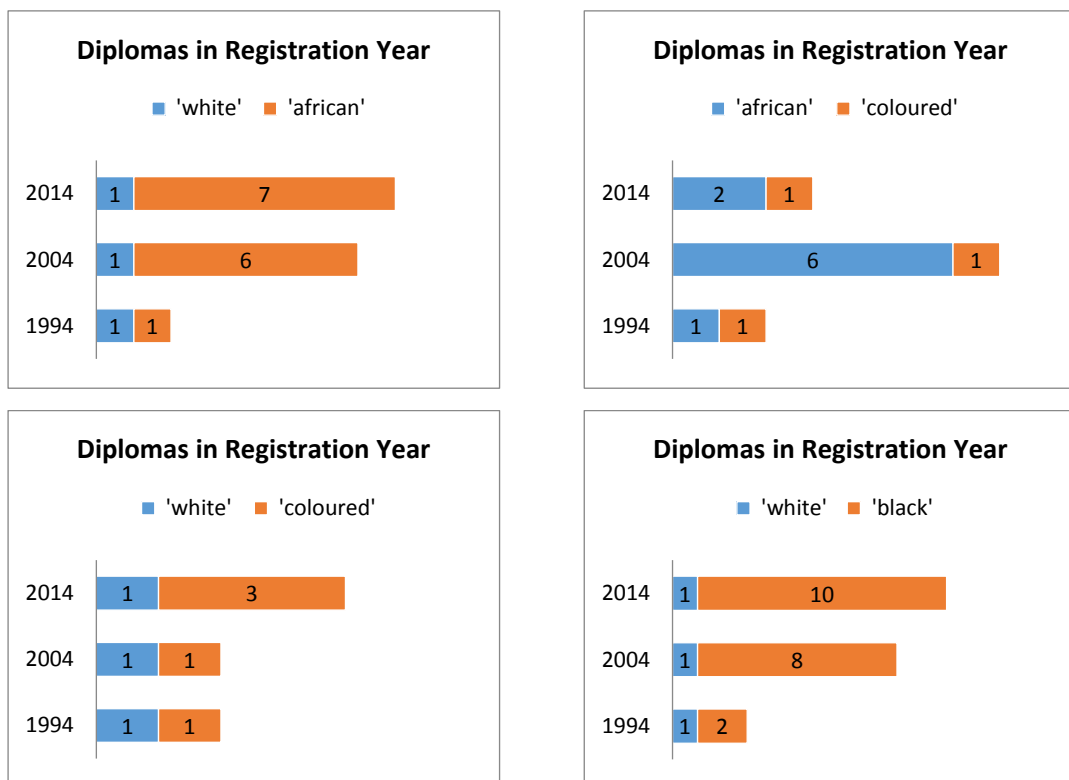 Diplomas in Registration Year
'white' 'african'
2014 1 7
2004 1 6
1994 1 1
Diplomas in Registration Year
'african' 'coloured'
2014 2 1
2004 6 1
1994 1 1
Diplomas in Registration Year
'white' 'coloured'
2014 1 3
2004 1 1
1994 1 1
Diplomas in Registration Year
'white' 'black'
2014 1 10
2004 1 8
1994 1 2